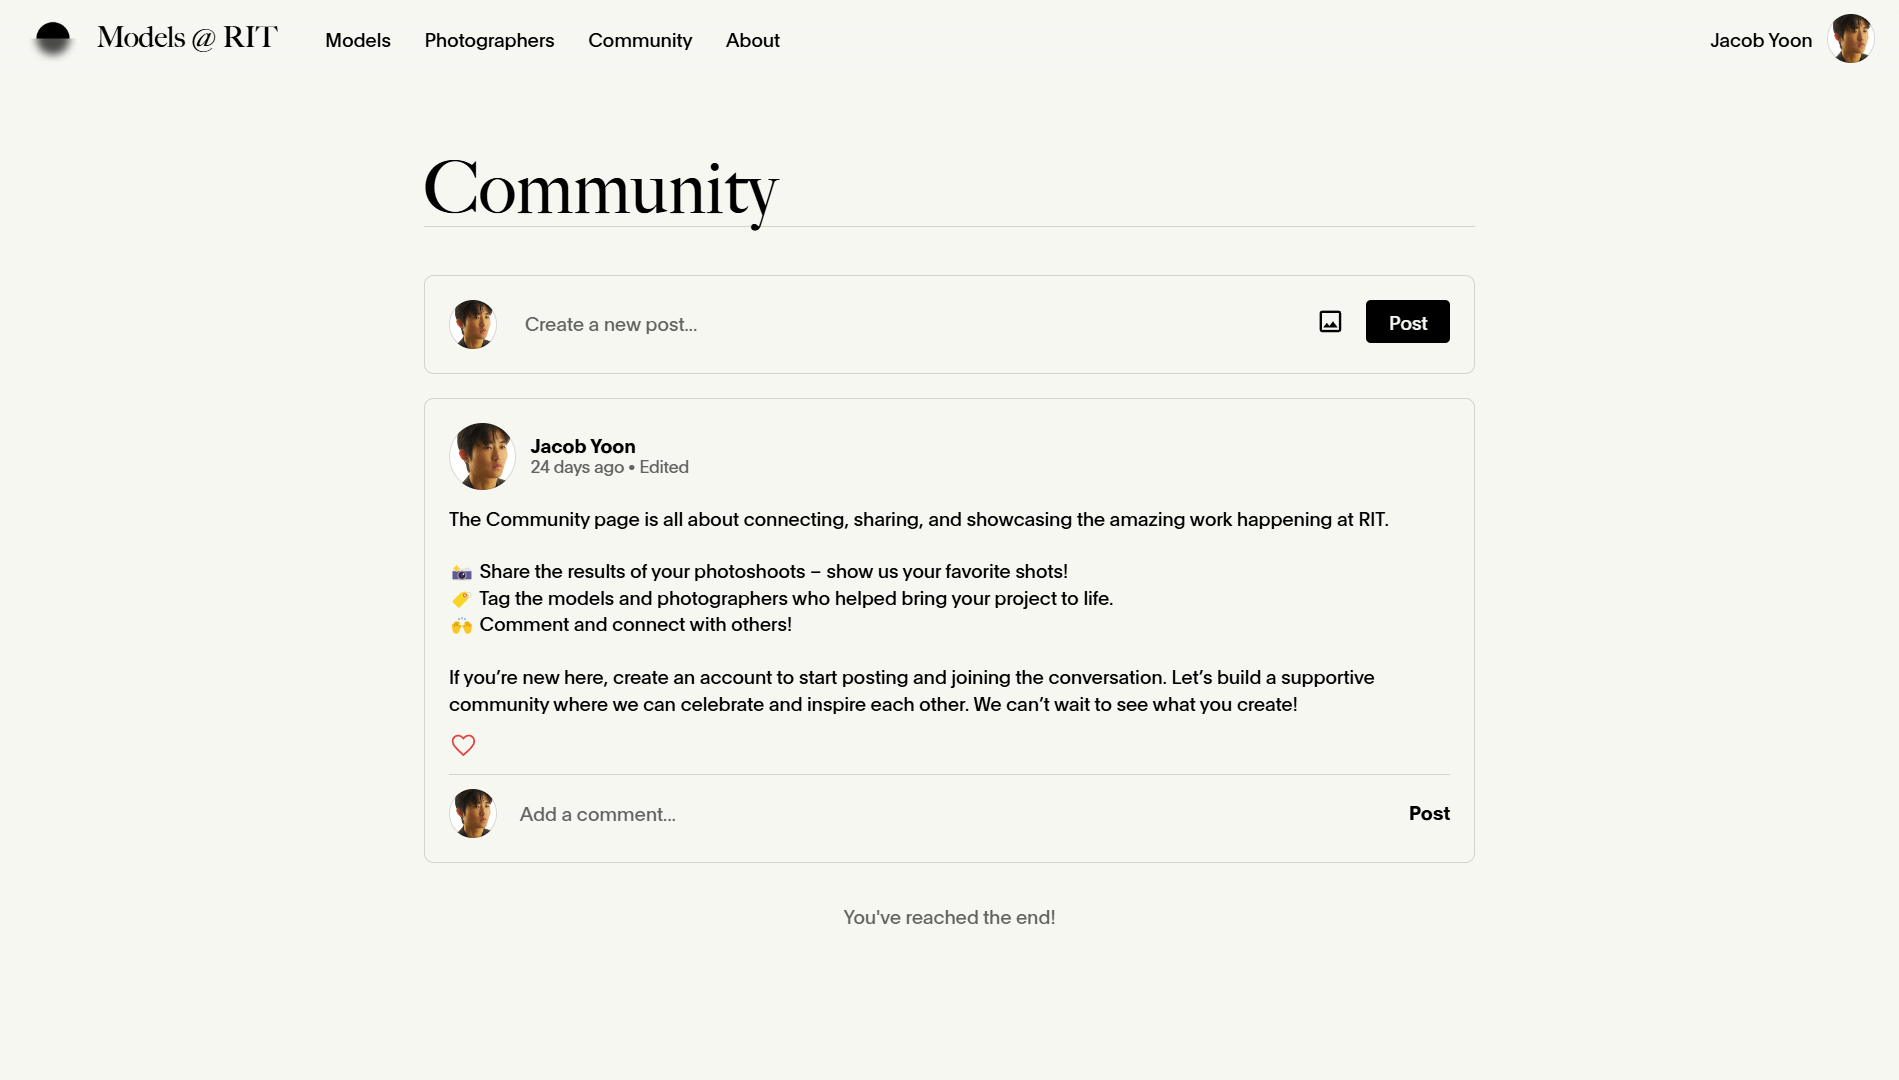 Models @ RIT
Models
Photographers
Community
About
Jacob Yoon
Community
Create a new post...
Post
Jacob Yoon
24 days ago • Edited
The Community page is all about connecting, sharing, and showcasing the amazing work happening at RIT.
📸 Share the results of your photoshoots – show us your favorite shots!
🏷️ Tag the models and photographers who helped bring your project to life.
🙌 Comment and connect with others!
If you’re new here, create an account to start posting and joining the conversation. Let’s build a supportive
community where we can celebrate and inspire each other. We can’t wait to see what you create!
Add a comment...
Post
You've reached the end!